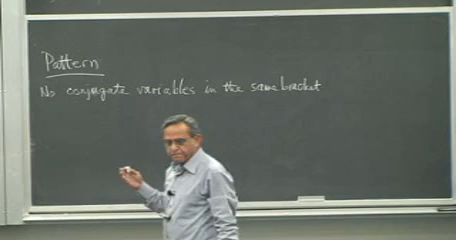 Pattern
No conjugate variables in the same bracket